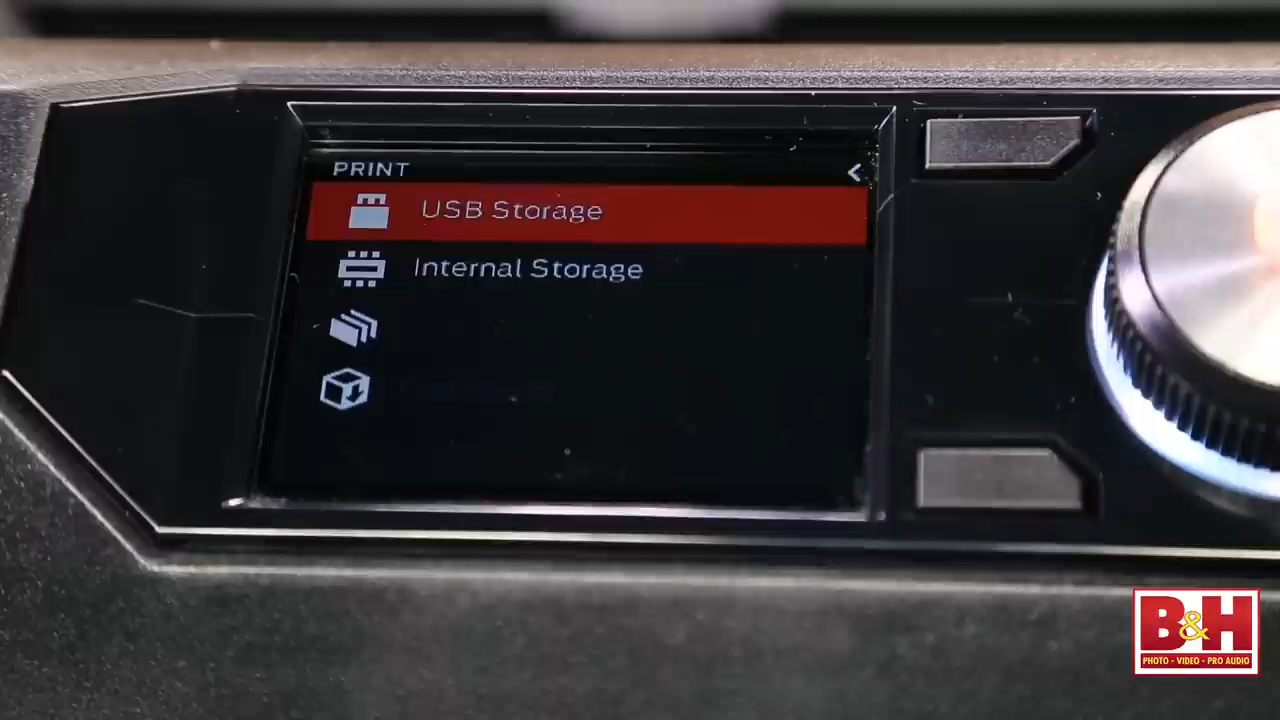 PRINT
USB Storage
Internal Storage
B&H
PHOTO - VIDEO - PRO AUDIO